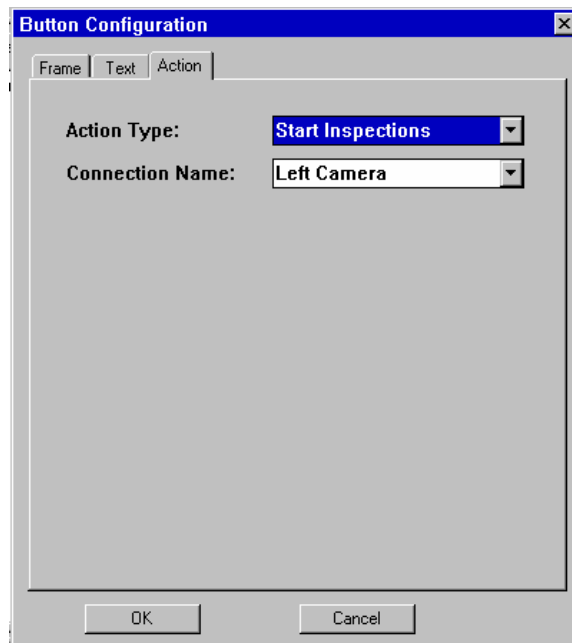 Button Configuration
Frame Text Action
Action Type: Start Inspections
Connection Name: Left Camera
OK Cancel